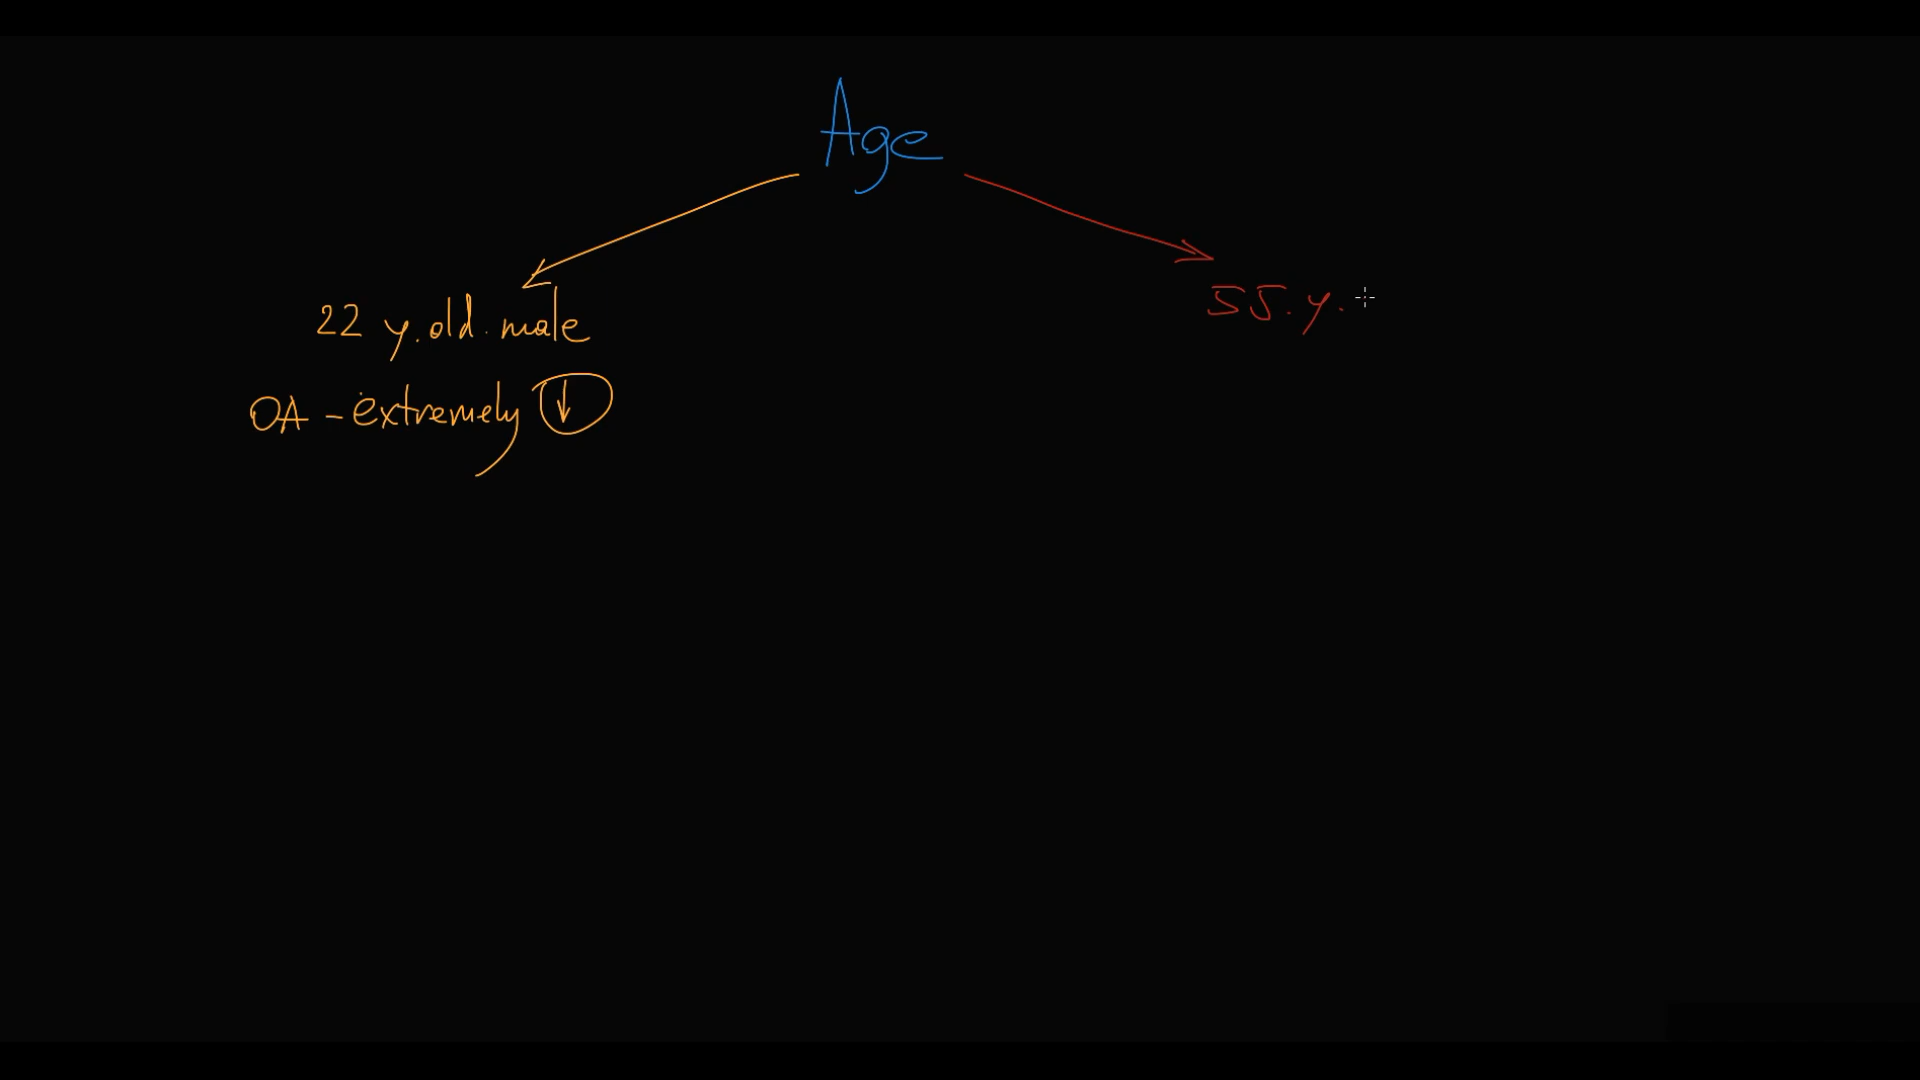 Age
22 y.old.male
OA - extremely ↓
55.y.